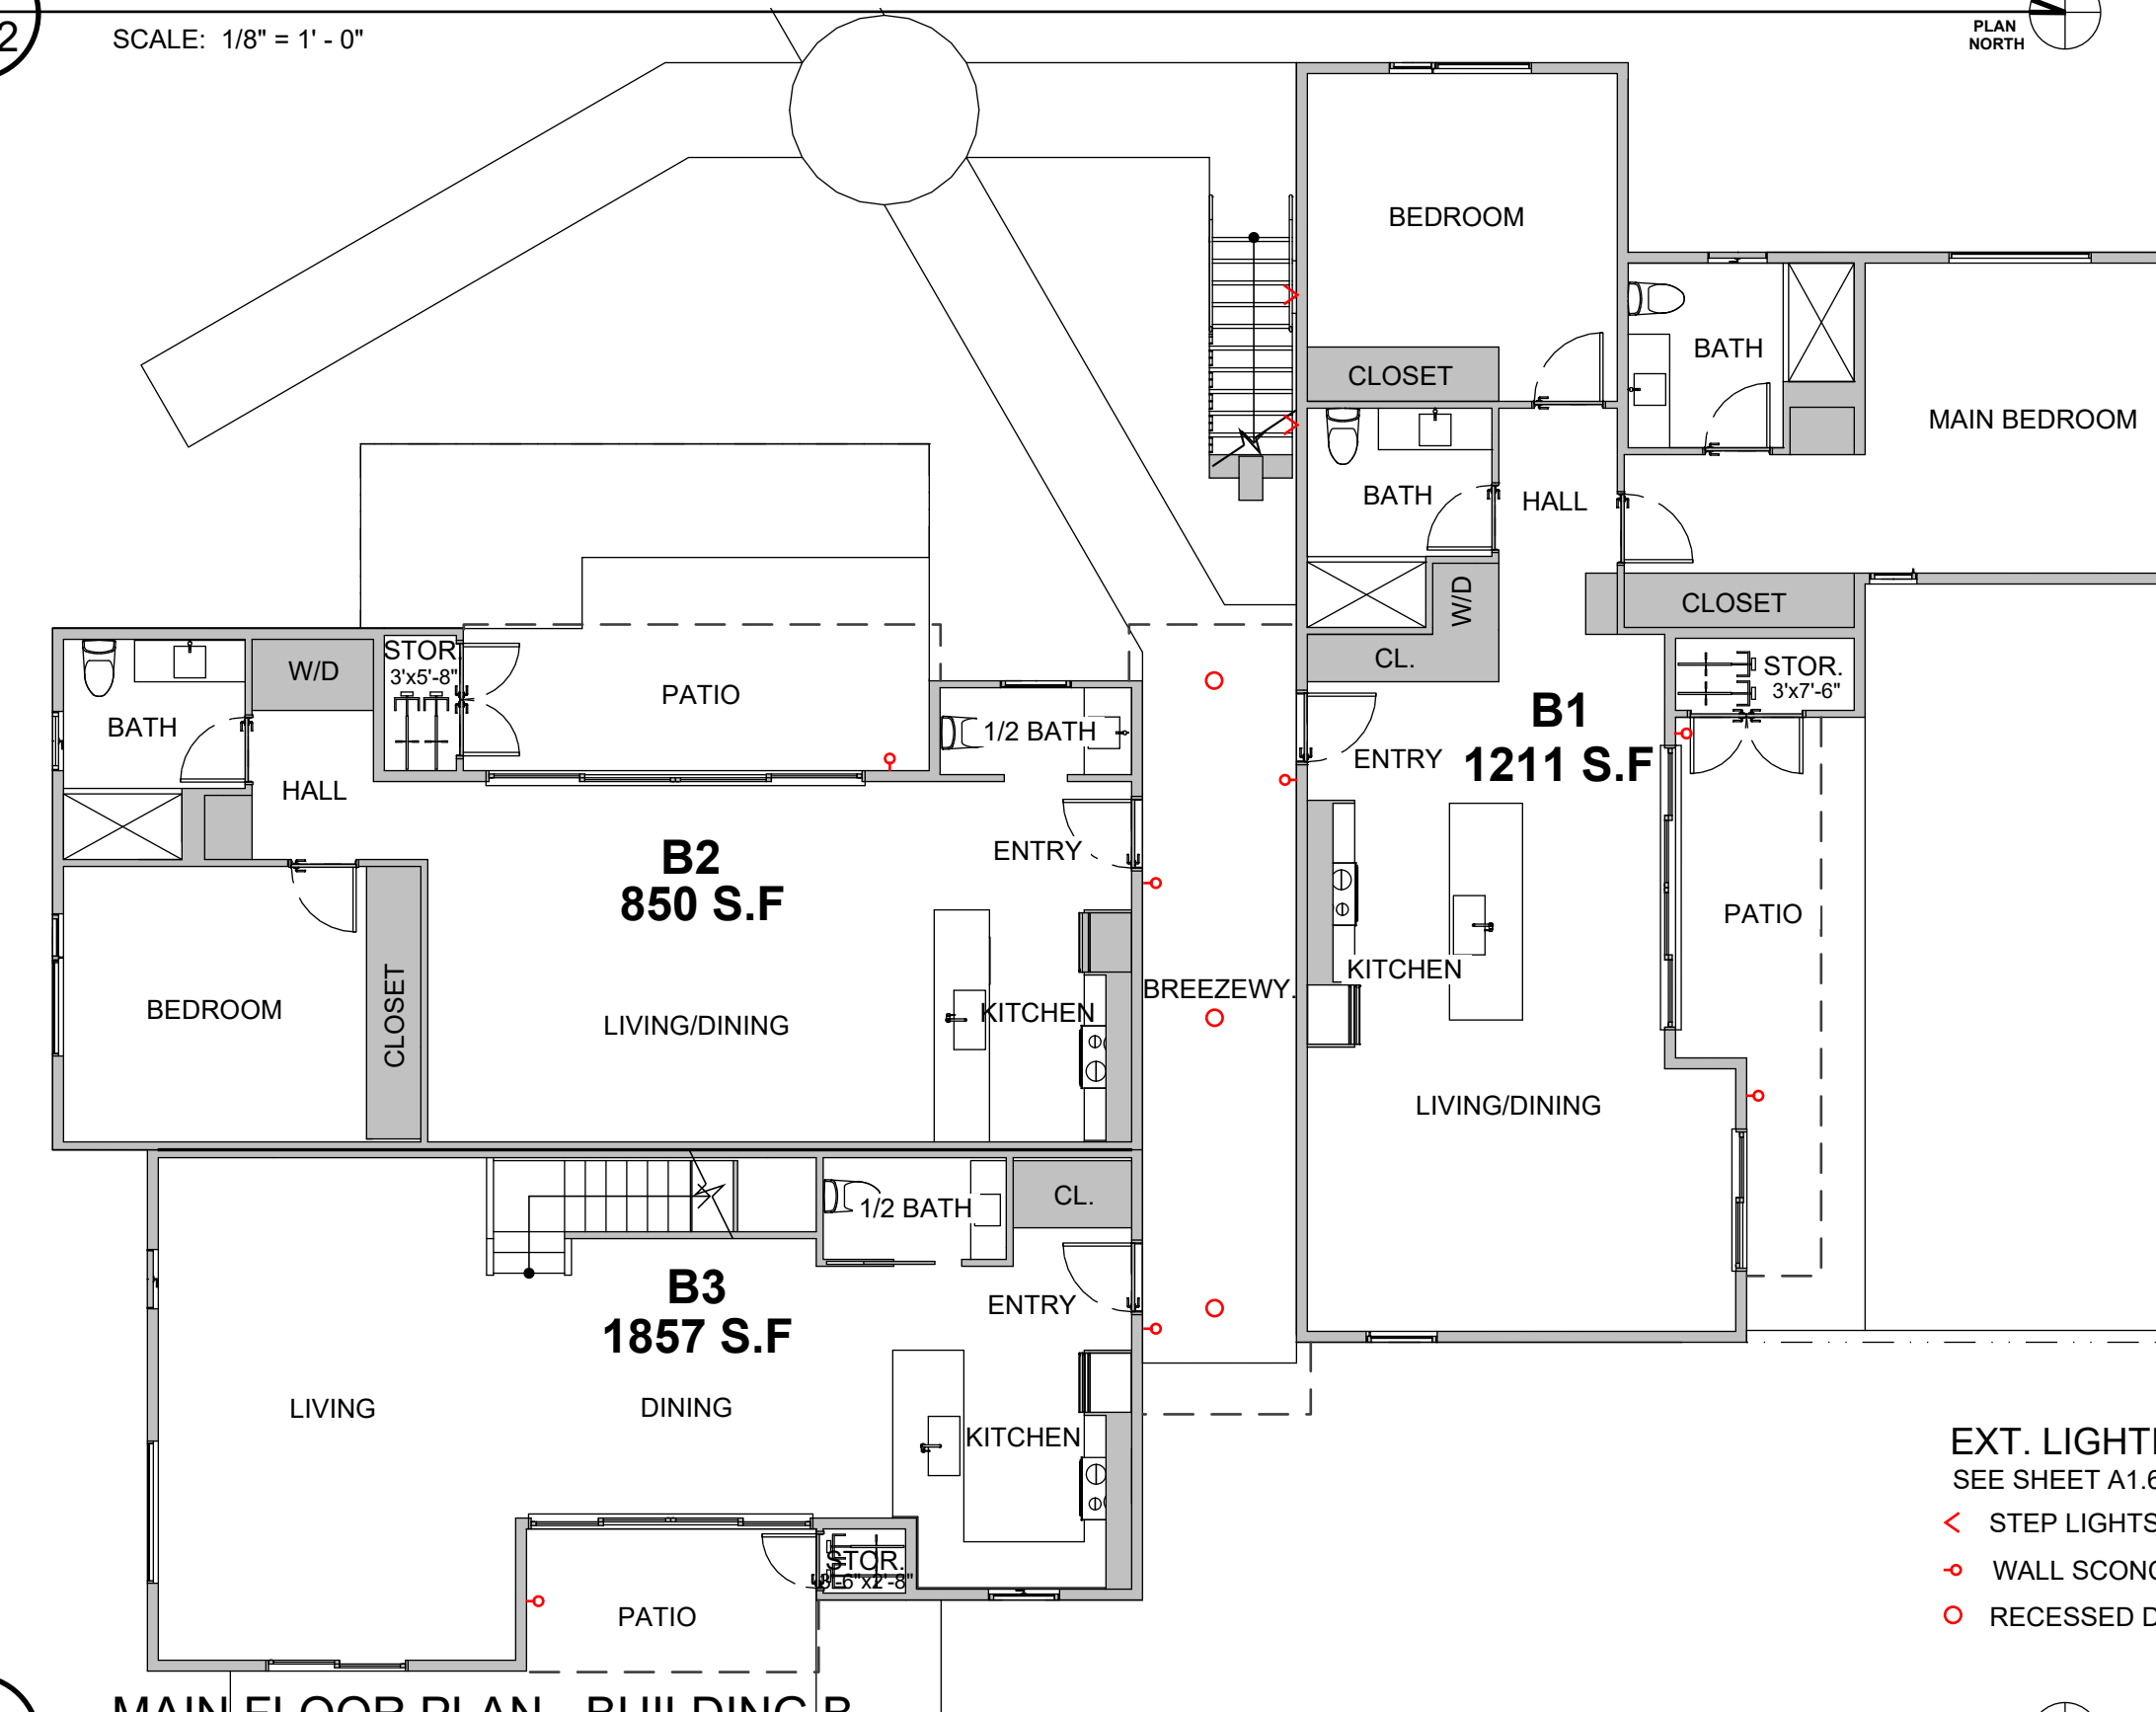 2
SCALE: 1/8" = 1' - 0"
PLAN
NORTH
BEDROOM
BATH
CLOSET
MAIN BEDROOM
BATH
HALL
W/D
CLOSET
CL.
STOR.
3'x7'-6"
B1
1211 S.F
ENTRY
PATIO
KITCHEN
LIVING/DINING
STOR.
3'x5'-8"
W/D
PATIO
BATH
1/2 BATH
HALL
B2
850 S.F
ENTRY
BREEZEWY.
BEDROOM
CLOSET
LIVING/DINING
KITCHEN
1/2 BATH
CL.
B3
1857 S.F
ENTRY
LIVING
DINING
KITCHEN
STOR.
PATIO
EXT. LIGHT
SEE SHEET A1.6
STEP LIGHTS
WALL SCONC
RECESSED D
MAIN FLOOR PLAN - BUILDING B